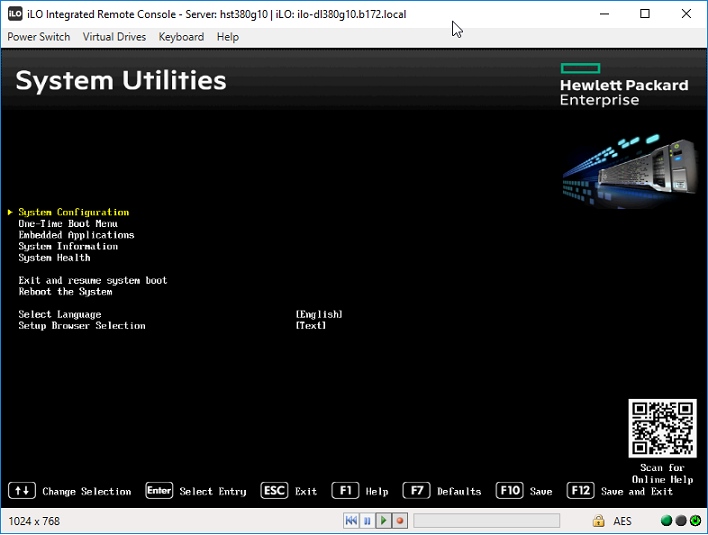 iLO iLO Integrated Remote Console - Server: hst380g10 | iLO: ilo-dl380g10.b172.local
Power Switch Virtual Drives Keyboard Help
System Utilities
Hewlett Packard
Enterprise
System Configuration
One-Time Boot Menu
Embedded Applications
System Information
System Health
Exit and resume system boot
Reboot the System
Select Language [English]
Setup Browser Selection [Text]
Scan for
Online Help
↑↓ Change Selection Enter Select Entry ESC Exit F1 Help F7 Defaults F10 Save F12 Save and Exit
1024 x 768 AES